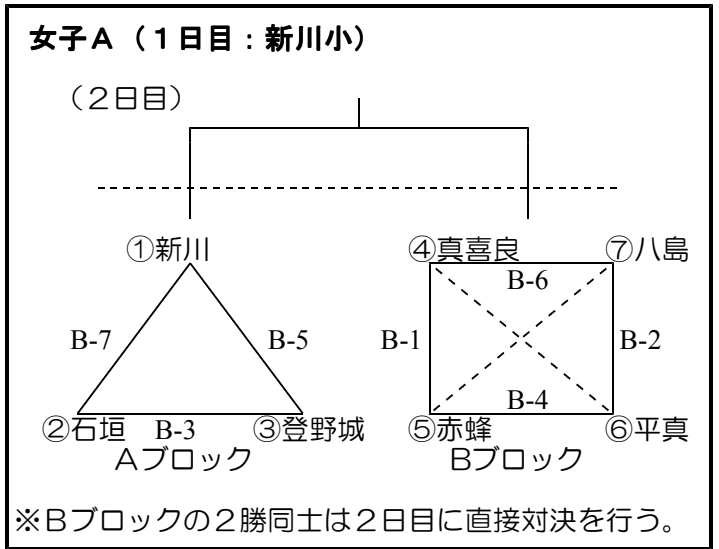 女子A（１日目：新川小）
（２日目）
①新川 ④真喜良 ⑦八島
B-6
B-7 B-5 B-1 B-2
B-4
②石垣 B-3 ③登野城 ⑤赤蜂 ⑥平真
Aブロック Bブロック
※Bブロックの２勝同士は２日目に直接対決を行う。